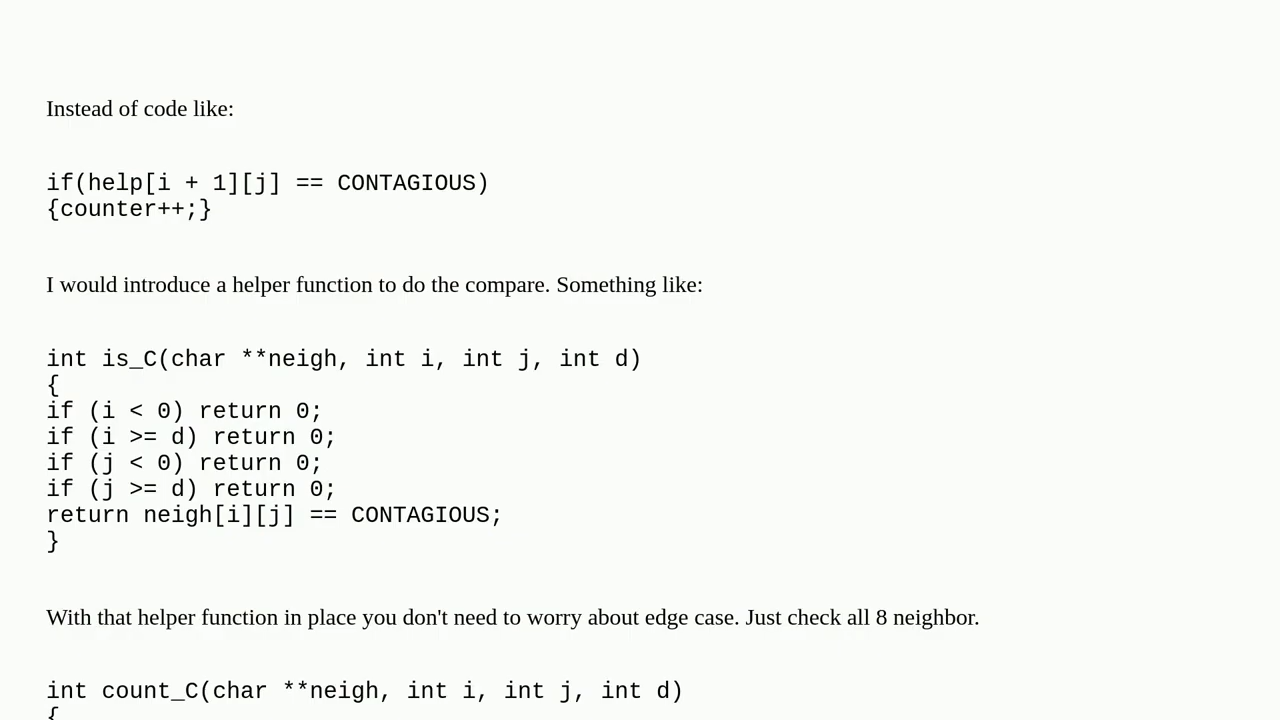 Instead of code like:
if(help[i + 1][j] == CONTAGIOUS)
{counter++;}
I would introduce a helper function to do the compare. Something like:
int is_C(char **neigh, int i, int j, int d)
{
if (i < 0) return 0;
if (i >= d) return 0;
if (j < 0) return 0;
if (j >= d) return 0;
return neigh[i][j] == CONTAGIOUS;
}
With that helper function in place you don't need to worry about edge case. Just check all 8 neighbor.
int count_C(char **neigh, int i, int j, int d)
{